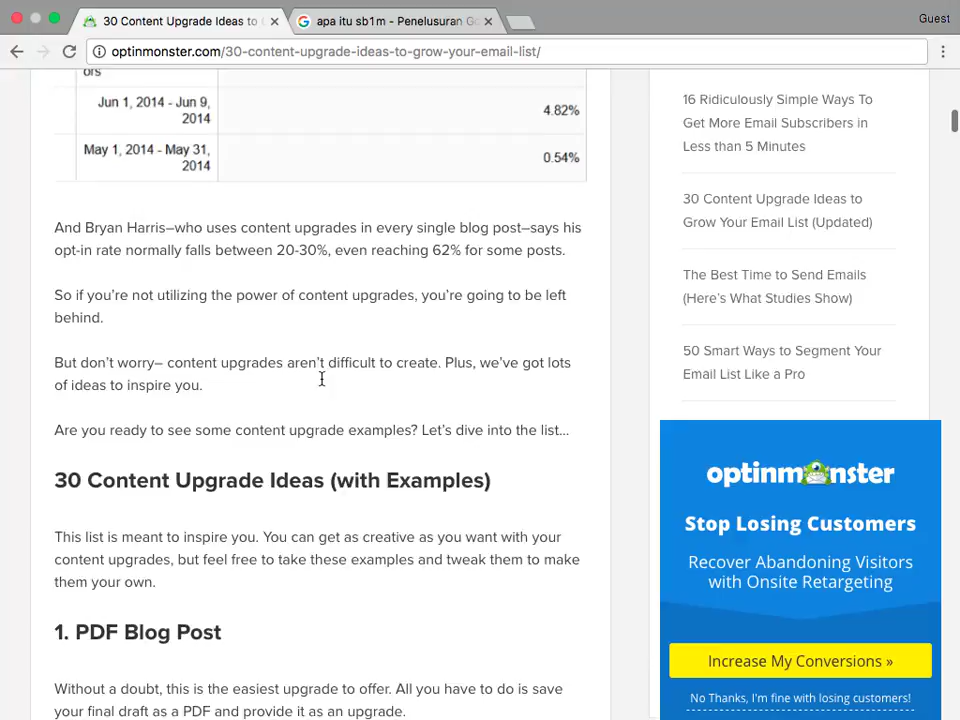 30 Content Upgrade Ideas to
apa itu sb1m - Penelusuran Go
Guest
optinmonster.com/30-content-upgrade-ideas-to-grow-your-email-list/
ors
Jun 1, 2014 - Jun 9,
2014
4.82%
May 1, 2014 - May 31,
2014
0.54%
And Bryan Harris–who uses content upgrades in every single blog post–says his
opt-in rate normally falls between 20-30%, even reaching 62% for some posts.
So if you're not utilizing the power of content upgrades, you're going to be left
behind.
But don't worry– content upgrades aren't difficult to create. Plus, we've got lots
of ideas to inspire you.
Are you ready to see some content upgrade examples? Let's dive into the list...
30 Content Upgrade Ideas (with Examples)
This list is meant to inspire you. You can get as creative as you want with your
content upgrades, but feel free to take these examples and tweak them to make
them your own.
1. PDF Blog Post
Without a doubt, this is the easiest upgrade to offer. All you have to do is save
your final draft as a PDF and provide it as an upgrade.
16 Ridiculously Simple Ways To
Get More Email Subscribers in
Less than 5 Minutes
30 Content Upgrade Ideas to
Grow Your Email List (Updated)
The Best Time to Send Emails
(Here's What Studies Show)
50 Smart Ways to Segment Your
Email List Like a Pro
optinmonster
Stop Losing Customers
Recover Abandoning Visitors
with Onsite Retargeting
Increase My Conversions »
No Thanks, I'm fine with losing customers!